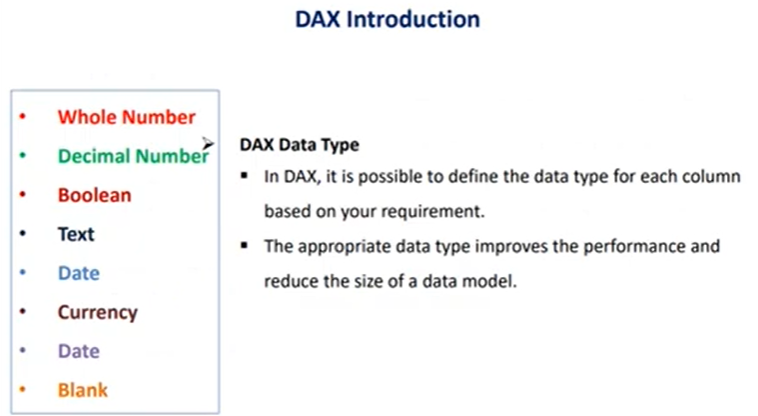 DAX Introduction
Whole Number
Decimal Number
Boolean
Text
Date
Currency
Date
Blank
DAX Data Type
In DAX, it is possible to define the data type for each column
based on your requirement.
The appropriate data type improves the performance and
reduce the size of a data model.